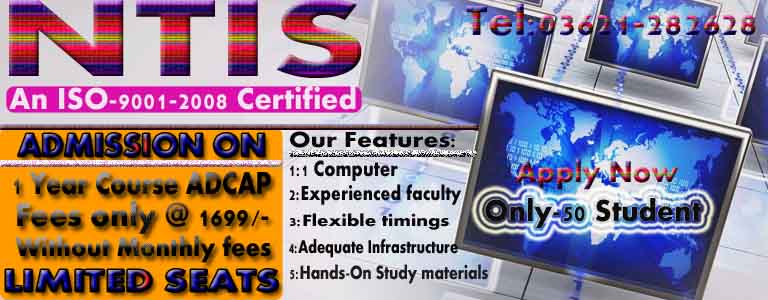 NTIS
Tel:03621-282628
An ISO-9001-2008 Certified
ADMISSION ON
1 Year Course ADCAP
Fees only @ 1699/-
Without Monthly fees
LIMITED SEATS
Our Features:
1:1 Computer
2:Experienced faculty
3:Flexible timings
4:Adequate Infrastructure
5:Hands-On Study materials
Apply Now
Only-50 Student